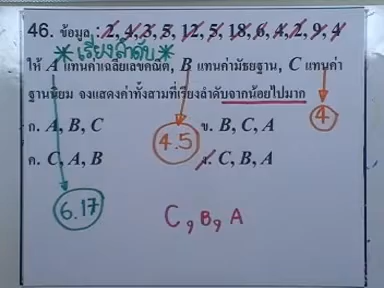 46. ข้อมูล : 2, 4, 3, 5, 12, 5, 18, 6, 4, 2, 9, 4
*เรียงลำดับ*
ให้ A แทนค่าเฉลี่ยเลขคณิต, B แทนค่ามัธยฐาน, C แทนค่า
ฐานนิยม จงแสดงค่าทั้งสามที่เรียงลำดับจากน้อยไปมาก
4
ก. A, B, C ข. B, C, A
4.5
ค. C, A, B ง. C, B, A
6.17
C, B, A